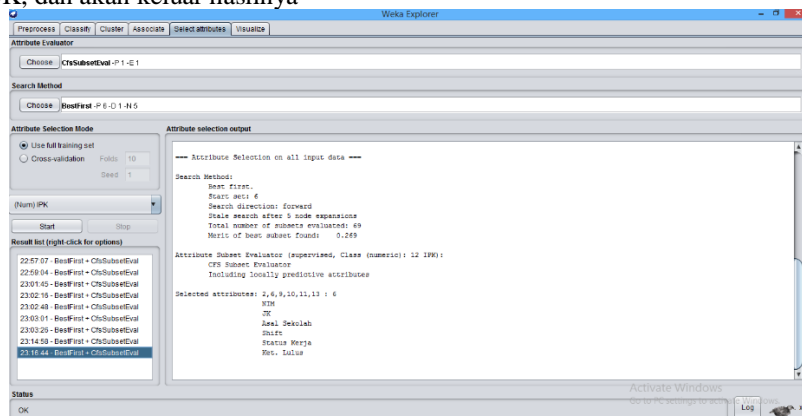 K, dan akan keluar hasilnya
Weka Explorer
Preprocess Classify Cluster Associate Select attributes Visualize
Attribute Evaluator
Choose CfsSubsetEval -P 1 -E 1
Search Method
Choose BestFirst -P 6 -D 1 -N 5
Attribute Selection Mode
Use full training set
Cross-validation Folds 10
Seed 1
(Num) IPK
Start Stop
Result list (right-click for options)
22:57:07 - BestFirst + CfsSubsetEval
22:59:04 - BestFirst + CfsSubsetEval
23:01:45 - BestFirst + CfsSubsetEval
23:02:16 - BestFirst + CfsSubsetEval
23:02:48 - BestFirst + CfsSubsetEval
23:03:01 - BestFirst + CfsSubsetEval
23:03:26 - BestFirst + CfsSubsetEval
23:14:58 - BestFirst + CfsSubsetEval
23:16:44 - BestFirst + CfsSubsetEval
Attribute selection output
=== Attribute Selection on all input data ===
Search Method:
Best first.
Start set: 6
Search direction: forward
Stale search after 5 node expansions
Total number of subsets evaluated: 69
Merit of best subset found: 0.269
Attribute Subset Evaluator (supervised, Class (numeric): 12 IPK):
CFS Subset Evaluator
Including locally predictive attributes
Selected attributes: 2,6,9,10,11,13 : 6
NIM
JK
Asal Sekolah
Shift
Status Kerja
Ket. Lulus
Activate Windows
Go to PC settings to activate Windows.
Status
OK
Log
x